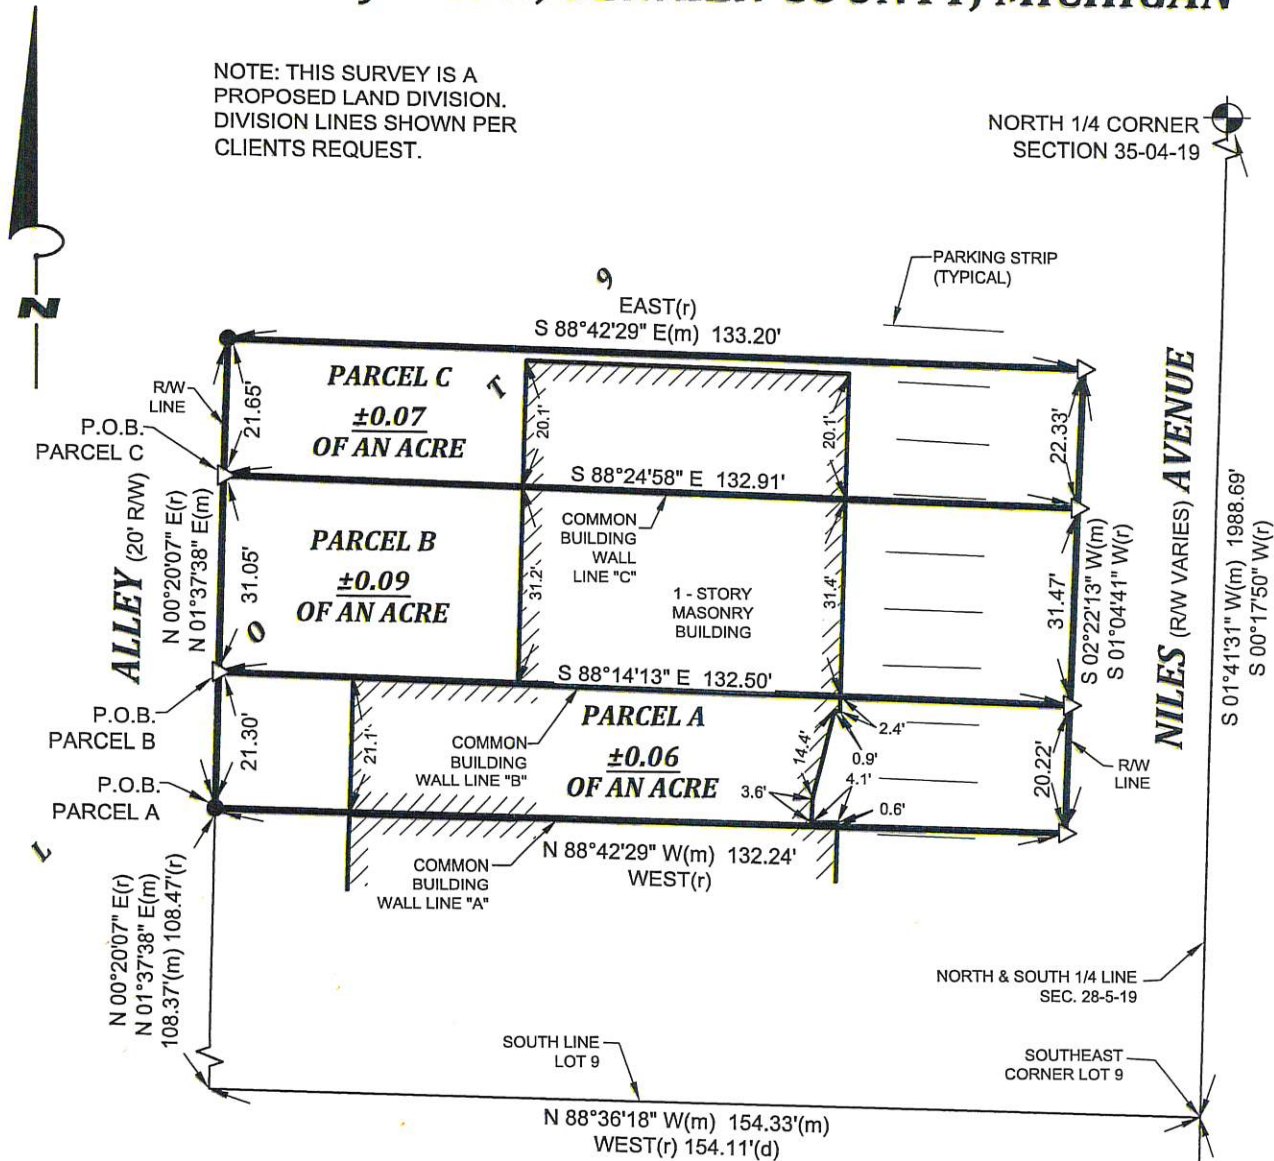 COUNTY, MICHIGAN
NOTE: THIS SURVEY IS A
PROPOSED LAND DIVISION.
DIVISION LINES SHOWN PER
CLIENTS REQUEST.
NORTH 1/4 CORNER
SECTION 35-04-19
N
PARKING STRIP
(TYPICAL)
9
EAST(r)
S 88°42'29" E(m) 133.20'
R/W
LINE
21.65'
PARCEL C
±0.07
OF AN ACRE
T
20.1'
20.1'
22.33'
P.O.B.
PARCEL C
S 88°24'58" E 132.91'
ALLEY (20' R/W)
N 00°20'07" E(r)
N 01°37'38" E(m)
31.05'
PARCEL B
±0.09
OF AN ACRE
O
31.2'
COMMON
BUILDING
WALL
LINE "C"
1 - STORY
MASONRY
BUILDING
31.4'
31.47'
S 02°22'13" W(m)
S 01°04'41" W(r)
NILES (R/W VARIES) AVENUE
S 01°41'31" W(m) 1988.69'
S 00°17'50" W(r)
S 88°14'13" E 132.50'
P.O.B.
PARCEL B
21.30'
21.1'
COMMON
BUILDING
WALL LINE "B"
PARCEL A
±0.06
OF AN ACRE
14.4'
2.4'
0.9'
4.1'
3.6'
0.6'
20.22'
R/W
LINE
P.O.B.
PARCEL A
L
N 88°42'29" W(m) 132.24'
WEST(r)
COMMON
BUILDING
WALL LINE "A"
N 00°20'07" E(r)
N 01°37'38" E(m)
108.37'(m) 108.47'(r)
NORTH & SOUTH 1/4 LINE
SEC. 28-5-19
SOUTH LINE
LOT 9
SOUTHEAST
CORNER LOT 9
N 88°36'18" W(m) 154.33'(m)
WEST(r) 154.11'(d)